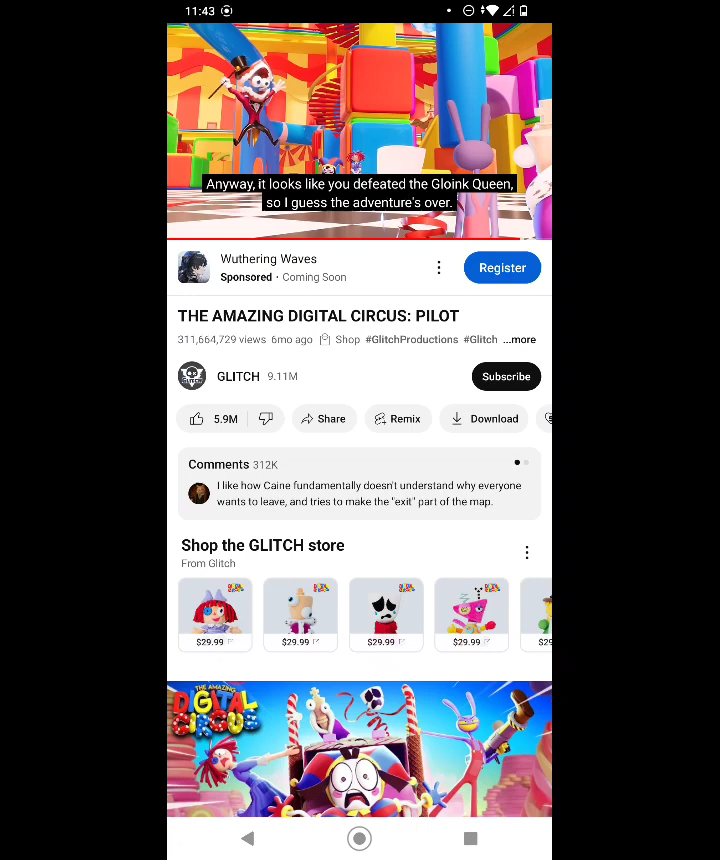 11:43
Anyway, it looks like you defeated the Gloink Queen,
so I guess the adventure's over.
Wuthering Waves
Sponsored · Coming Soon
Register
THE AMAZING DIGITAL CIRCUS: PILOT
311,664,729 views 6mo ago Shop #GlitchProductions #Glitch ...more
GLITCH 9.11M
Subscribe
5.9M
Share
Remix
Download
Comments 312K
I like how Caine fundamentally doesn't understand why everyone
wants to leave, and tries to make the "exit" part of the map.
Shop the GLITCH store
From Glitch
$29.99
$29.99
$29.99
$29.99
$29
THE AMAZING
DIGITAL
CIRCUS